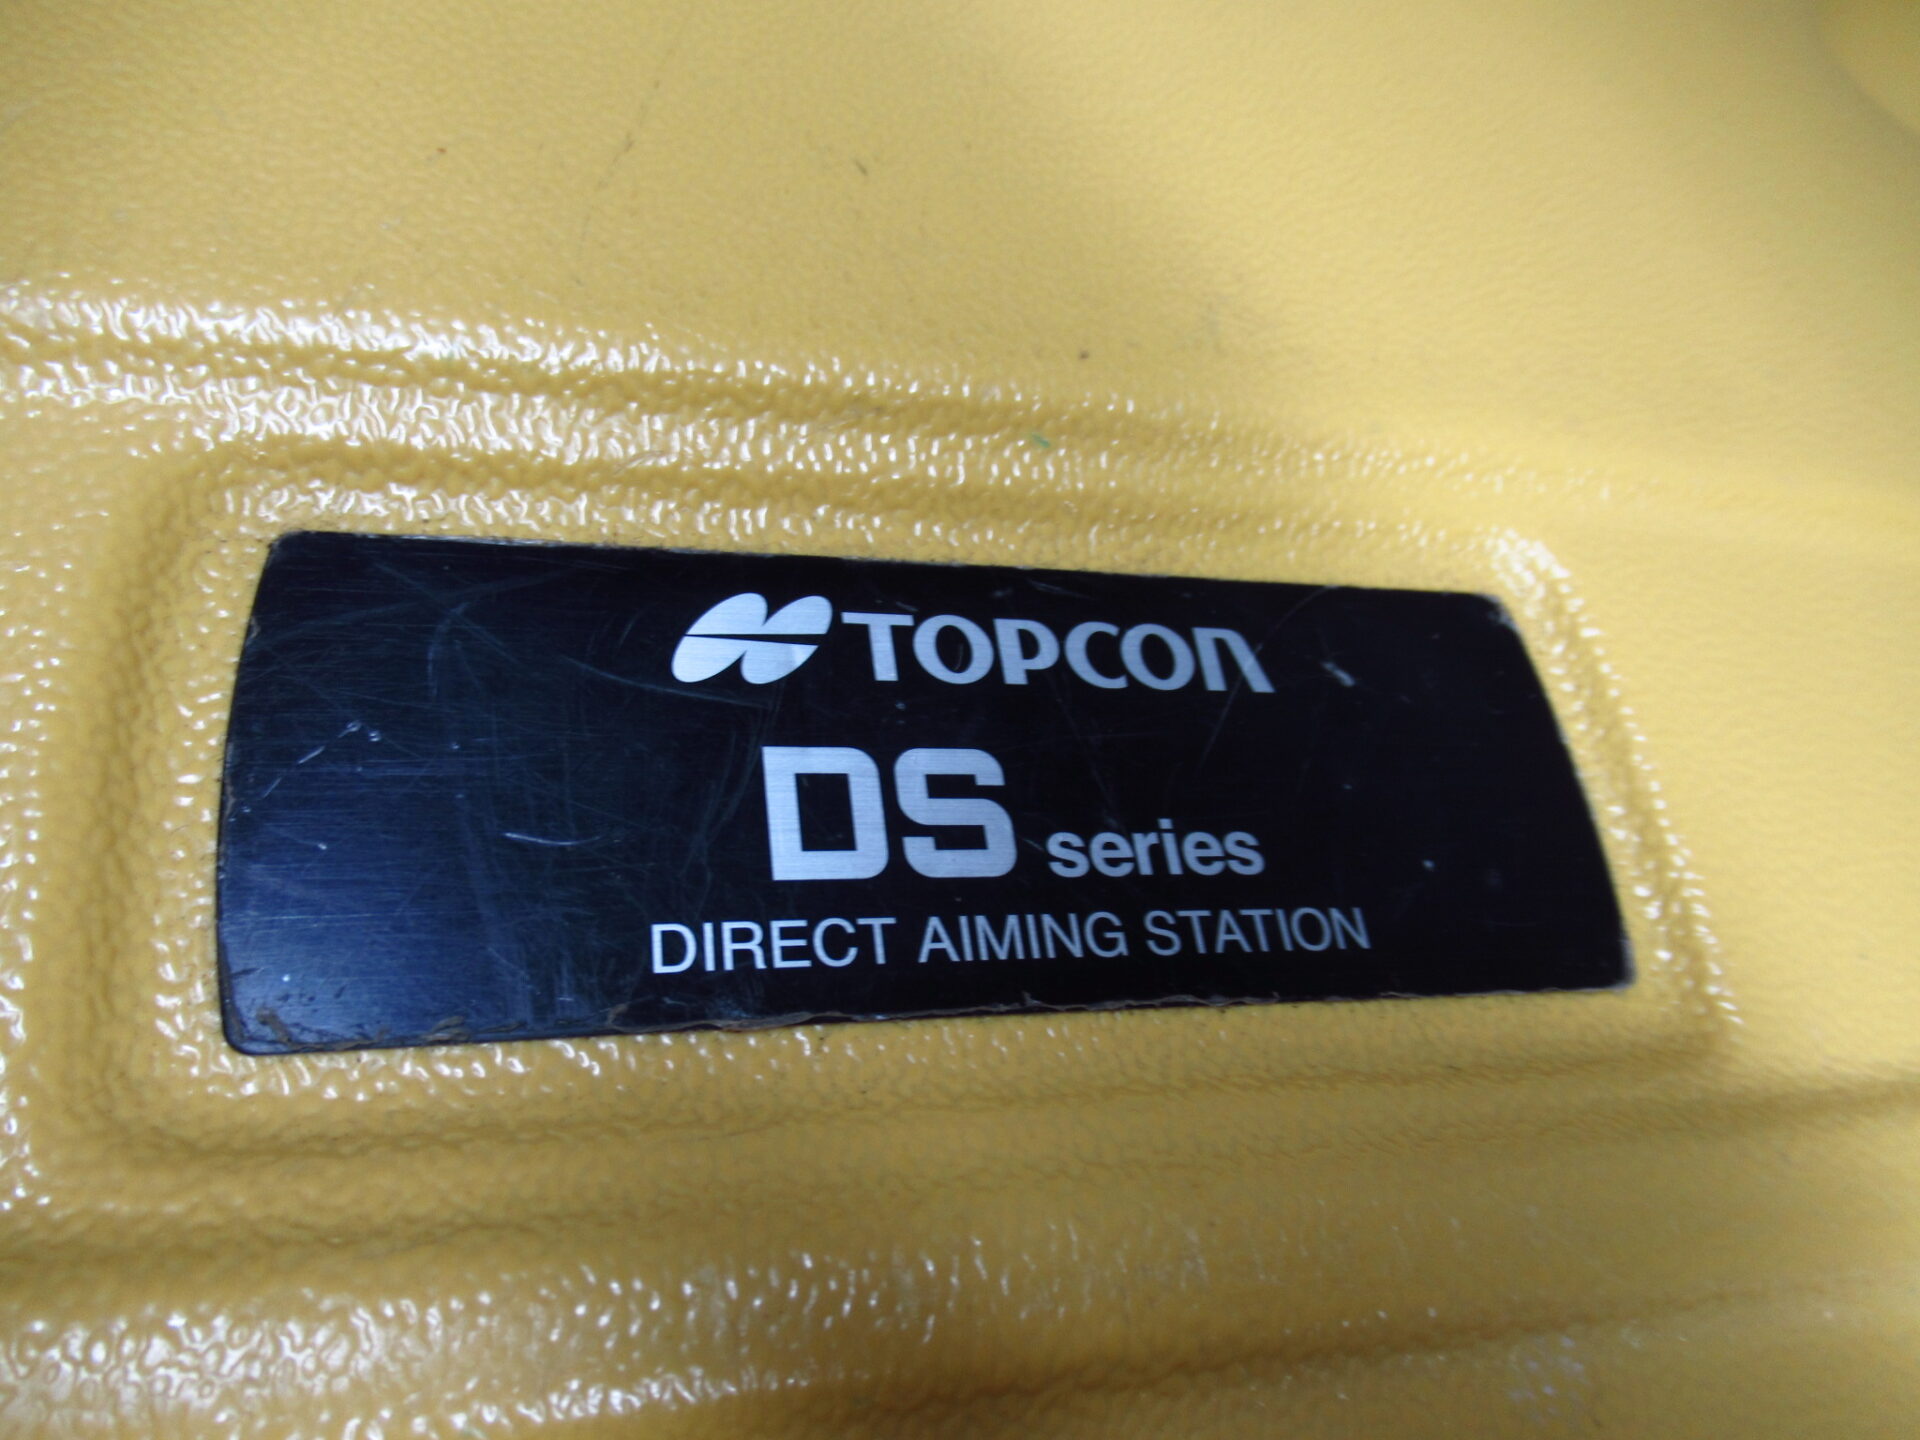 TOPCON
DS series
DIRECT AIMING STATION